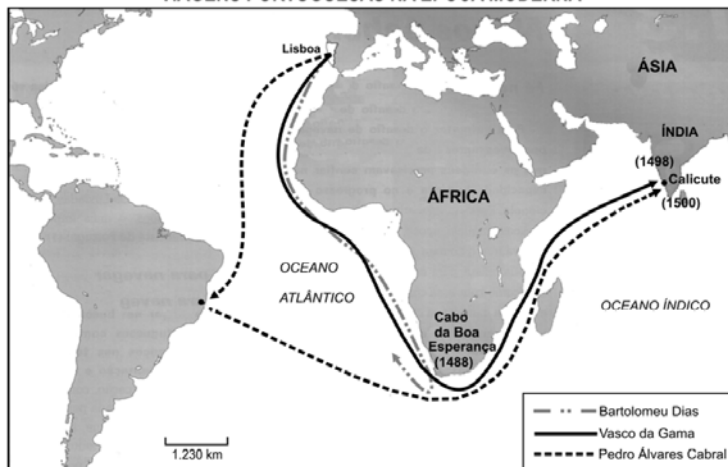 Lisboa
ÁSIA
ÍNDIA
(1498)
Calicute
(1500)
ÁFRICA
OCEANO
ATLÂNTICO
OCEANO ÍNDICO
Cabo
da Boa
Esperança
(1488)
1.230 km
Bartolomeu Dias
Vasco da Gama
Pedro Álvares Cabral